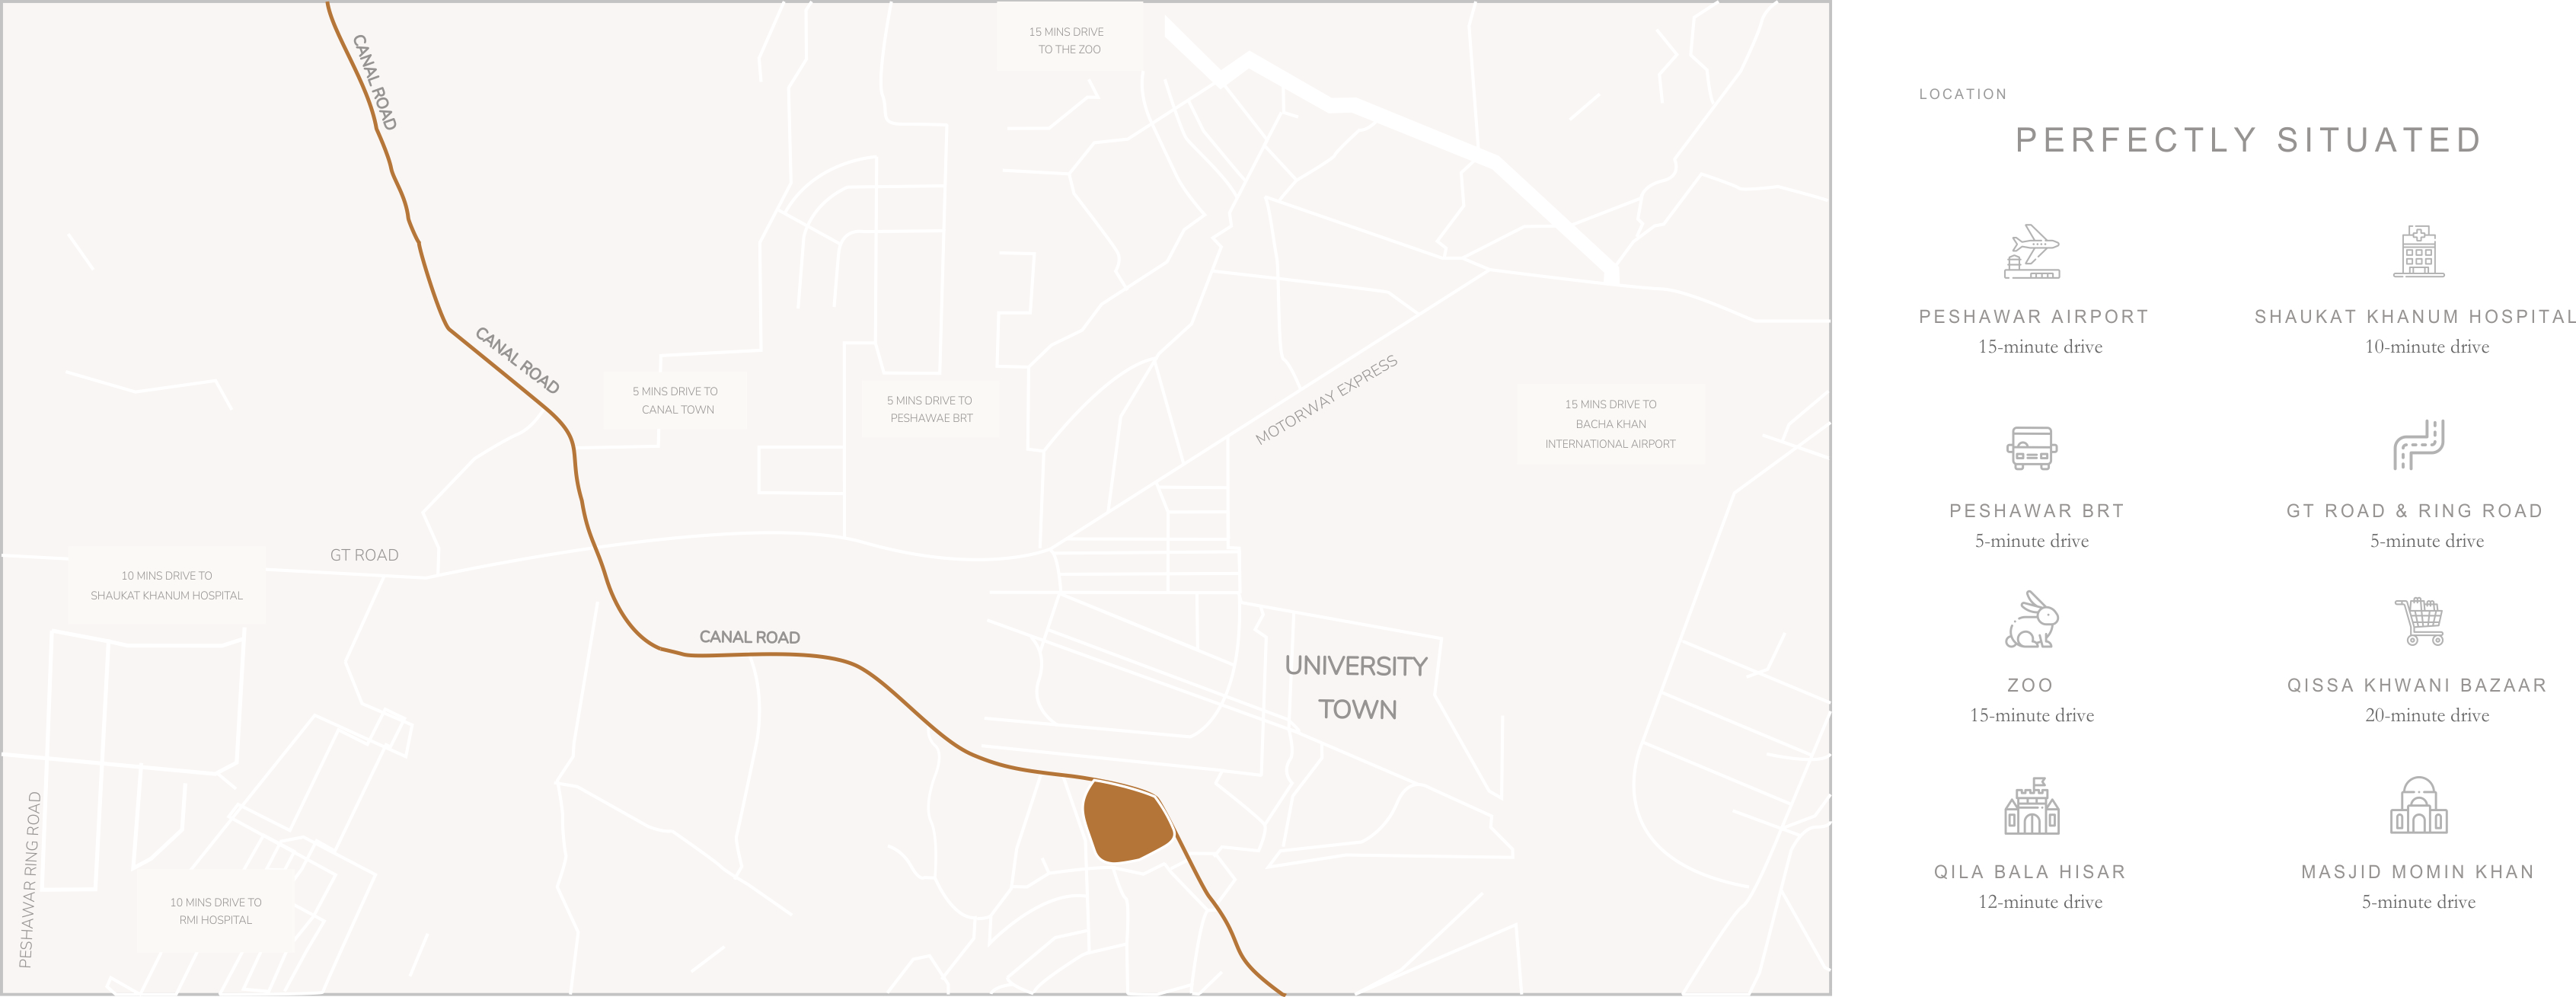 15 MINS DRIVE
TO THE ZOO
CANAL ROAD
CANAL ROAD
5 MINS DRIVE TO
CANAL TOWN
5 MINS DRIVE TO
PESHAWAE BRT
MOTORWAY EXPRESS
15 MINS DRIVE TO
BACHA KHAN
INTERNATIONAL AIRPORT
GT ROAD
10 MINS DRIVE TO
SHAUKAT KHANUM HOSPITAL
CANAL ROAD
UNIVERSITY
TOWN
PESHAWAR RING ROAD
10 MINS DRIVE TO
RMI HOSPITAL
LOCATION
PERFECTLY SITUATED
PESHAWAR AIRPORT
15-minute drive
SHAUKAT KHANUM HOSPITAL
10-minute drive
PESHAWAR BRT
5-minute drive
GT ROAD & RING ROAD
5-minute drive
ZOO
15-minute drive
QISSA KHWANI BAZAAR
20-minute drive
QILA BALA HISAR
12-minute drive
MASJID MOMIN KHAN
5-minute drive